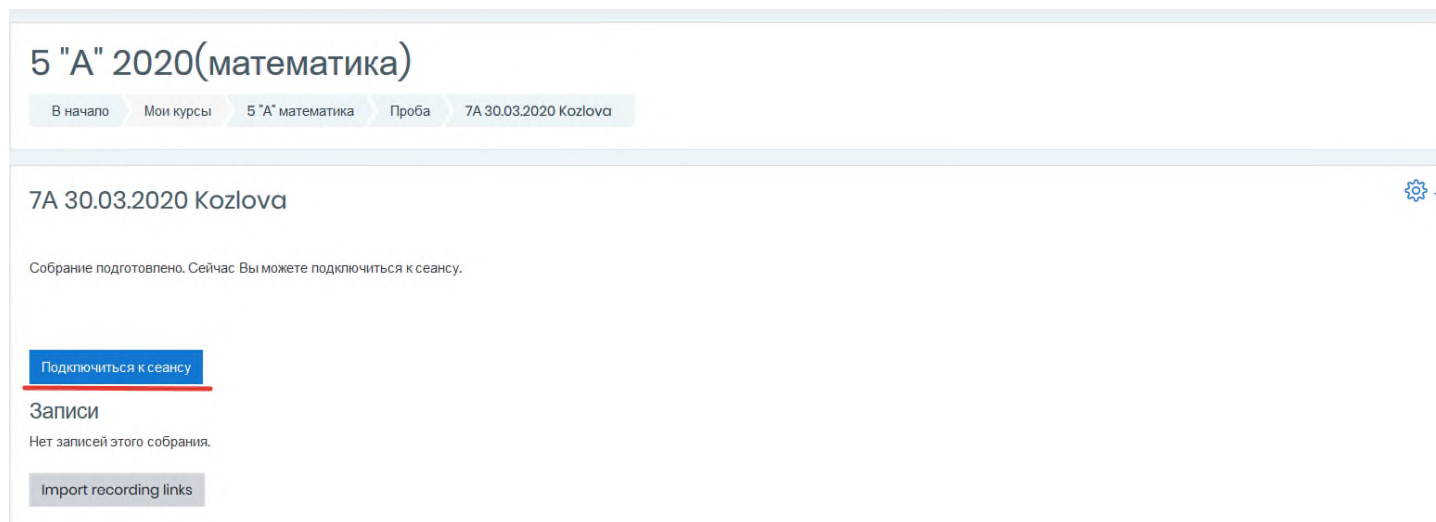 5 "А" 2020(математика)
В начало Мои курсы 5 "А" математика Проба 7А 30.03.2020 Kozlova
7А 30.03.2020 Kozlova
Собрание подготовлено. Сейчас Вы можете подключиться к сеансу.
Подключиться к сеансу
Записи
Нет записей этого собрания.
Import recording links